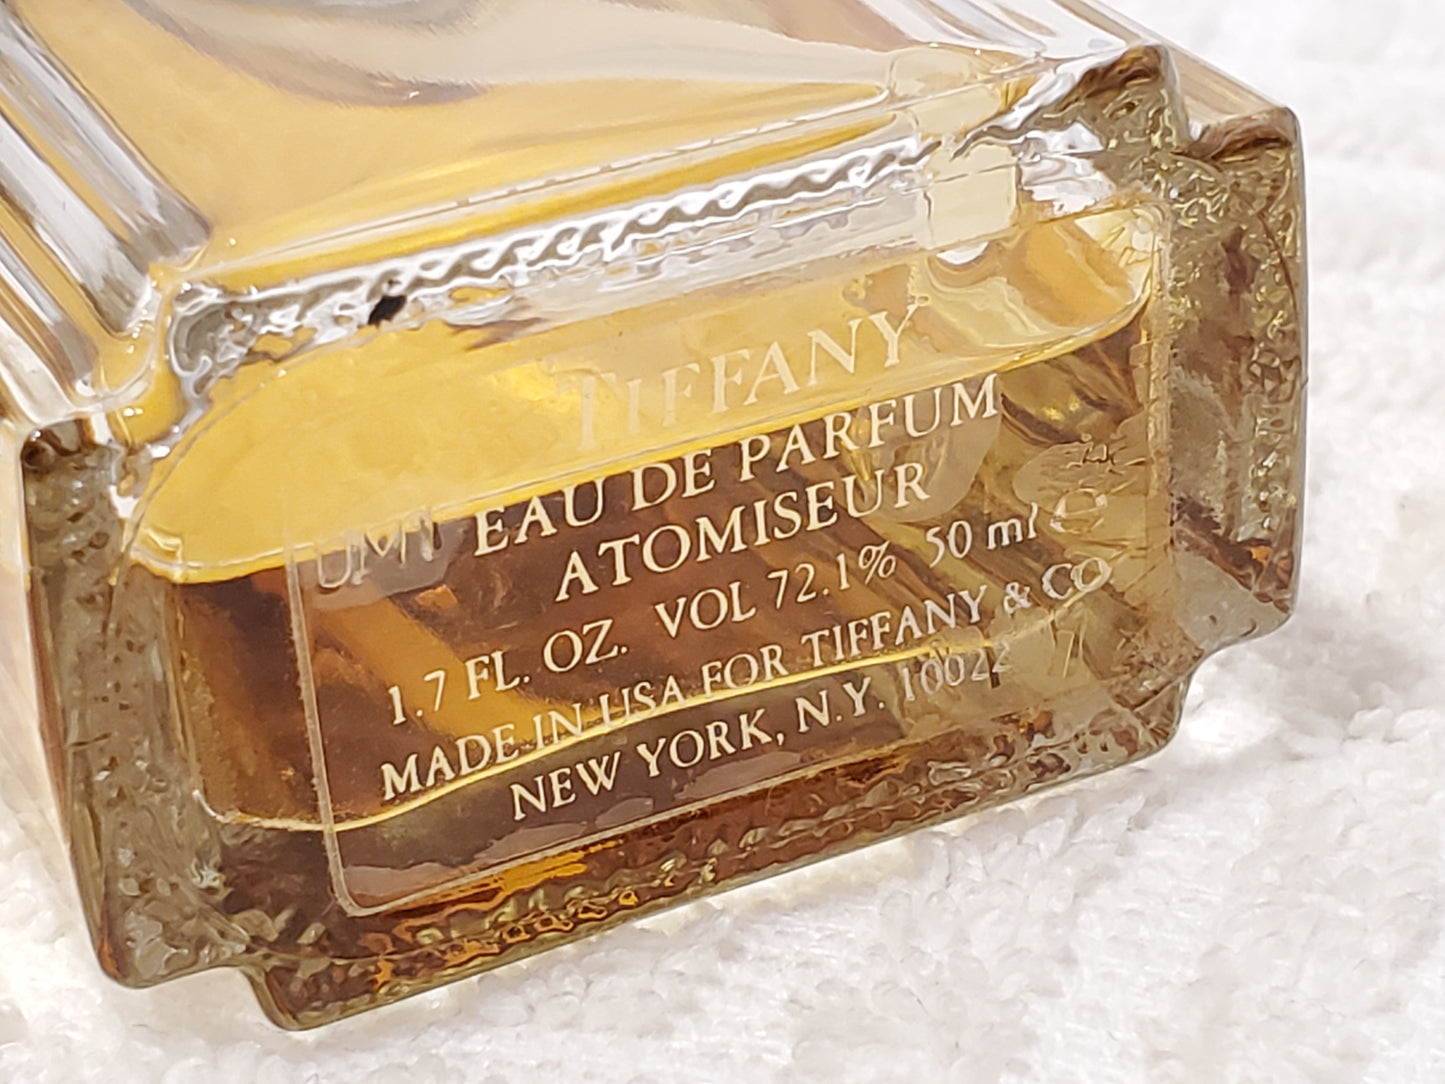 TIFFANY
EAU DE PARFUM
ATOMISEUR
1.7 FL. OZ. VOL 72.1% 50 ml e
MADE IN USA FOR TIFFANY & CO
NEW YORK, N.Y. 10022